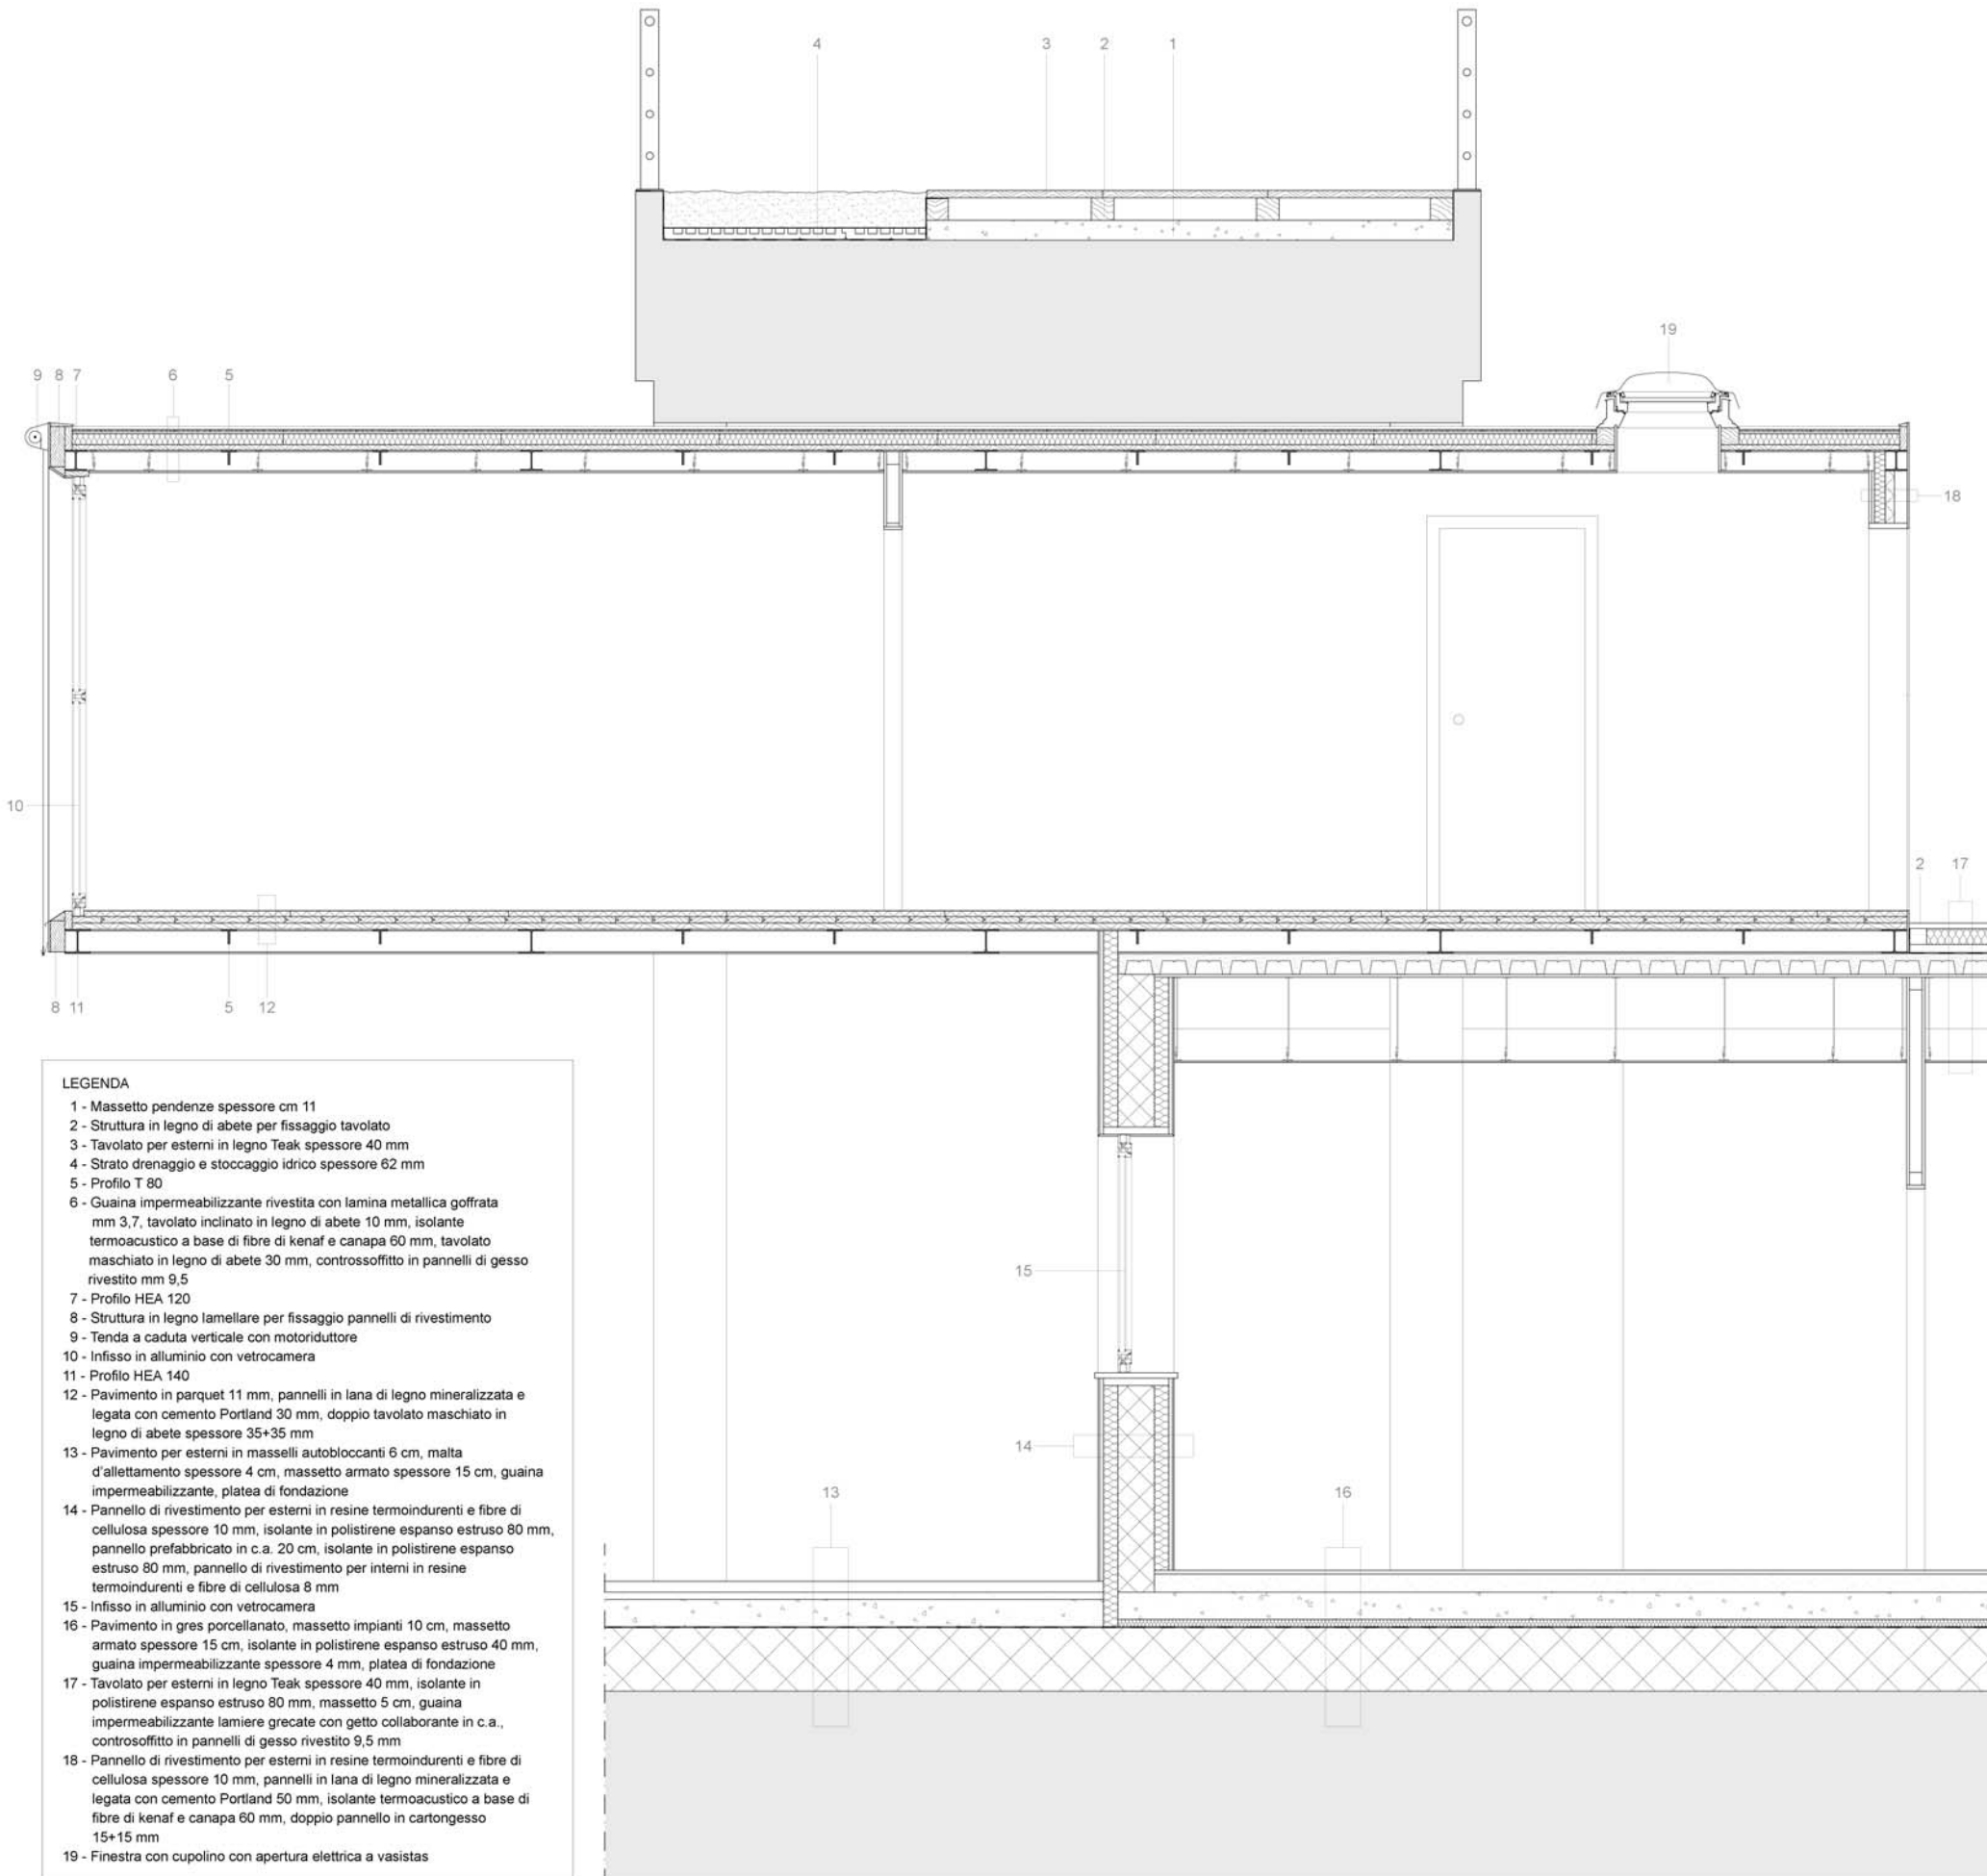 4 3 2 1
19
9 8 7 6 5
18
10
2 17
8 11 5 12
15
14
13 16
LEGENDA
1 - Massetto pendenze spessore cm 11
2 - Struttura in legno di abete per fissaggio tavolato
3 - Tavolato per esterni in legno Teak spessore 40 mm
4 - Strato drenaggio e stoccaggio idrico spessore 62 mm
5 - Profilo T 80
6 - Guaina impermeabilizzante rivestita con lamina metallica goffrata
mm 3,7, tavolato inclinato in legno di abete 10 mm, isolante
termoacustico a base di fibre di kenaf e canapa 60 mm, tavolato
maschiato in legno di abete 30 mm, controssoffitto in pannelli di gesso
rivestito mm 9,5
7 - Profilo HEA 120
8 - Struttura in legno lamellare per fissaggio pannelli di rivestimento
9 - Tenda a caduta verticale con motoriduttore
10 - Infisso in alluminio con vetrocamera
11 - Profilo HEA 140
12 - Pavimento in parquet 11 mm, pannelli in lana di legno mineralizzata e
legata con cemento Portland 30 mm, doppio tavolato maschiato in
legno di abete spessore 35+35 mm
13 - Pavimento per esterni in masselli autobloccanti 6 cm, malta
d'allettamento spessore 4 cm, massetto armato spessore 15 cm, guaina
impermeabilizzante, platea di fondazione
14 - Pannello di rivestimento per esterni in resine termoindurenti e fibre di
cellulosa spessore 10 mm, isolante in polistirene espanso estruso 80 mm,
pannello prefabbricato in c.a. 20 cm, isolante in polistirene espanso
estruso 80 mm, pannello di rivestimento per interni in resine
termoindurenti e fibre di cellulosa 8 mm
15 - Infisso in alluminio con vetrocamera
16 - Pavimento in gres porcellanato, massetto impianti 10 cm, massetto
armato spessore 15 cm, isolante in polistirene espanso estruso 40 mm,
guaina impermeabilizzante spessore 4 mm, platea di fondazione
17 - Tavolato per esterni in legno Teak spessore 40 mm, isolante in
polistirene espanso estruso 80 mm, massetto 5 cm, guaina
impermeabilizzante lamiere grecate con getto collaborante in c.a.,
controsoffitto in pannelli di gesso rivestito 9,5 mm
18 - Pannello di rivestimento per esterni in resine termoindurenti e fibre di
cellulosa spessore 10 mm, pannelli in lana di legno mineralizzata e
legata con cemento Portland 50 mm, isolante termoacustico a base di
fibre di kenaf e canapa 60 mm, doppio pannello in cartongesso
15+15 mm
19 - Finestra con cupolino con apertura elettrica a vasistas